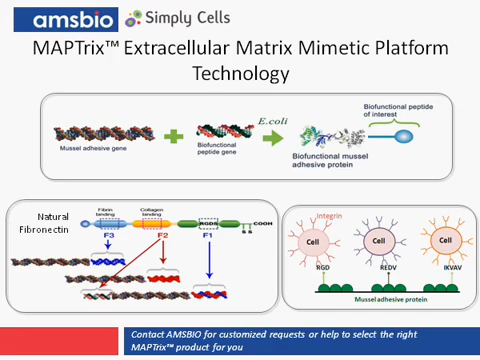 amsbio Simply Cells
MAPTrix™ Extracellular Matrix Mimetic Platform
Technology
Mussel adhesive gene
Biofunctional
peptide gene
E.coli
Biofunctional mussel
adhesive protein
Biofunctional peptide
of interest
Natural
Fibronectin
Fibrin
binding
Collagen
binding
RGDS
COOH
S S
F3 F2 F1
Integrin
Cell Cell Cell
RGD REDV IKVAV
Mussel adhesive protein
Contact AMSBIO for customized requests or help to select the right
MAPTrix™ product for you